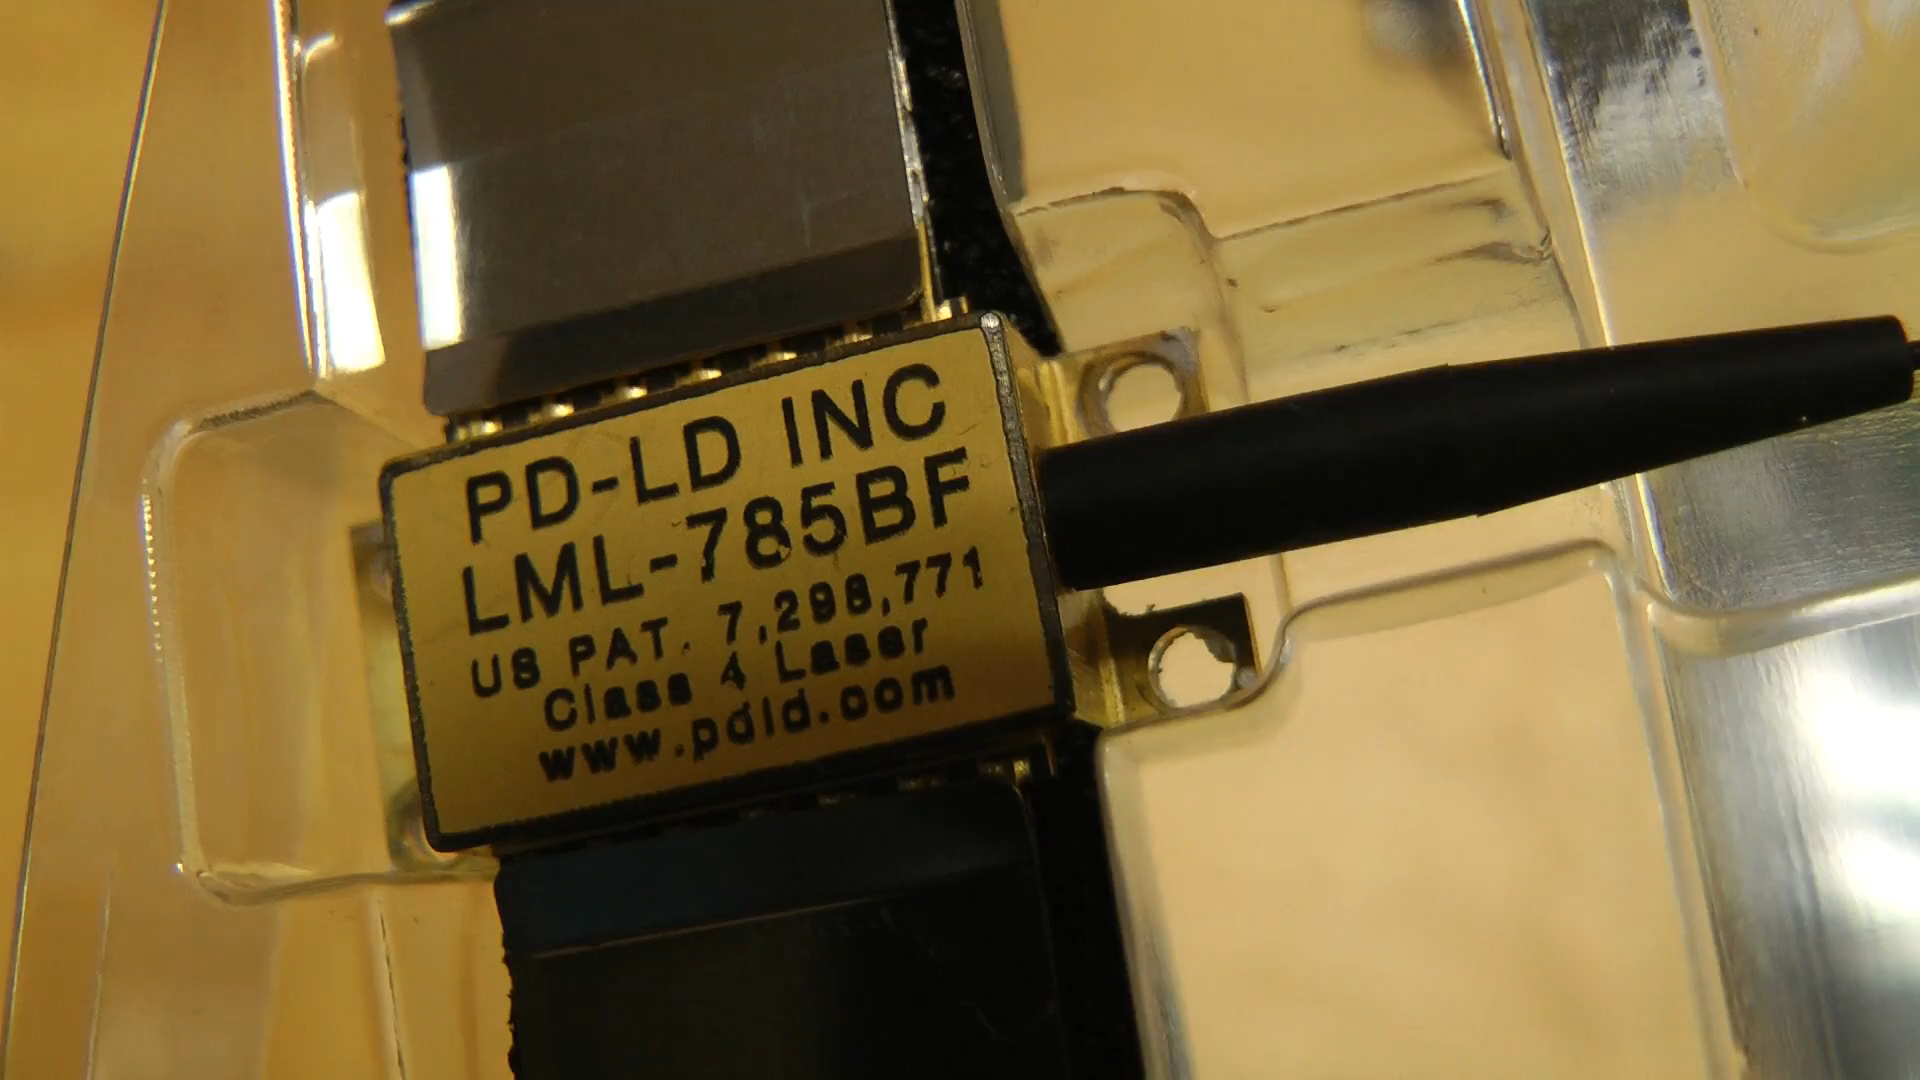 PD-LD INC
LML-785BF
US PAT. 7,298,771
Class 4 Laser
www.pdld.com